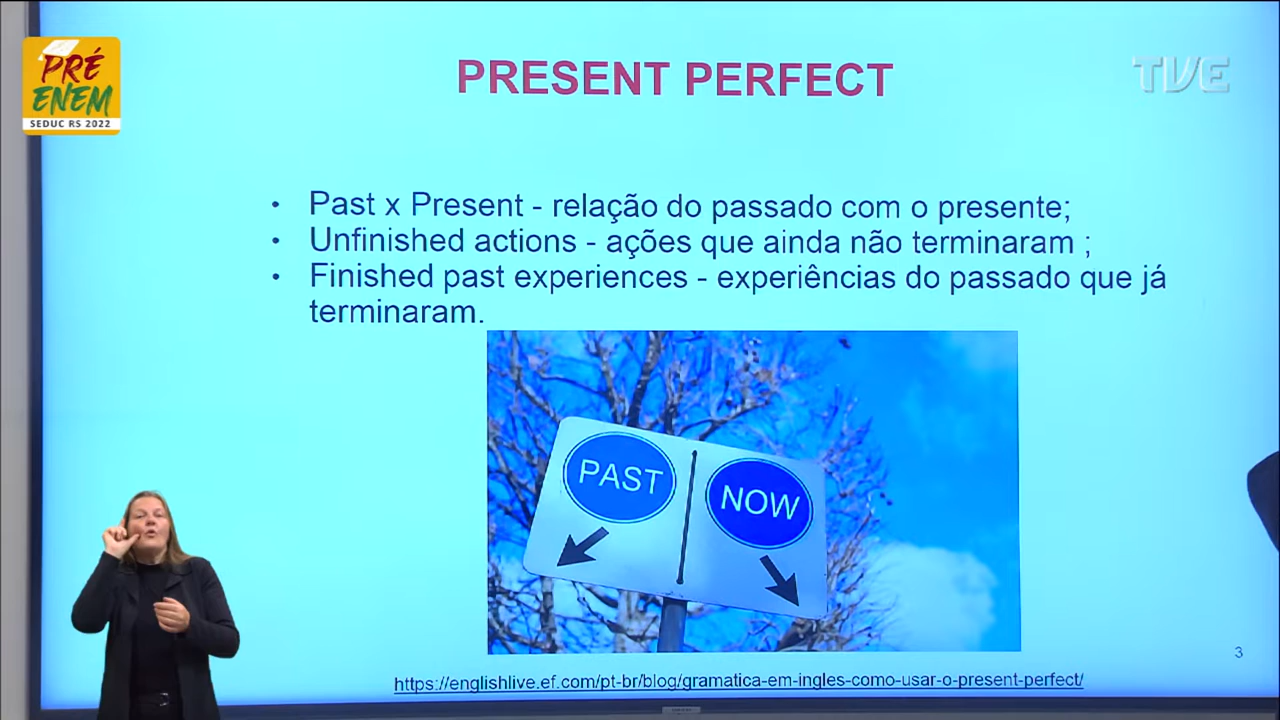 PRÉ
ENEM
SEDUC RS 2022
PRESENT PERFECT
TVE
• Past x Present - relação do passado com o presente;
• Unfinished actions - ações que ainda não terminaram ;
• Finished past experiences - experiências do passado que já
terminaram.
PAST
NOW
3
https://englishlive.ef.com/pt-br/blog/gramatica-em-ingles-como-usar-o-present-perfect/